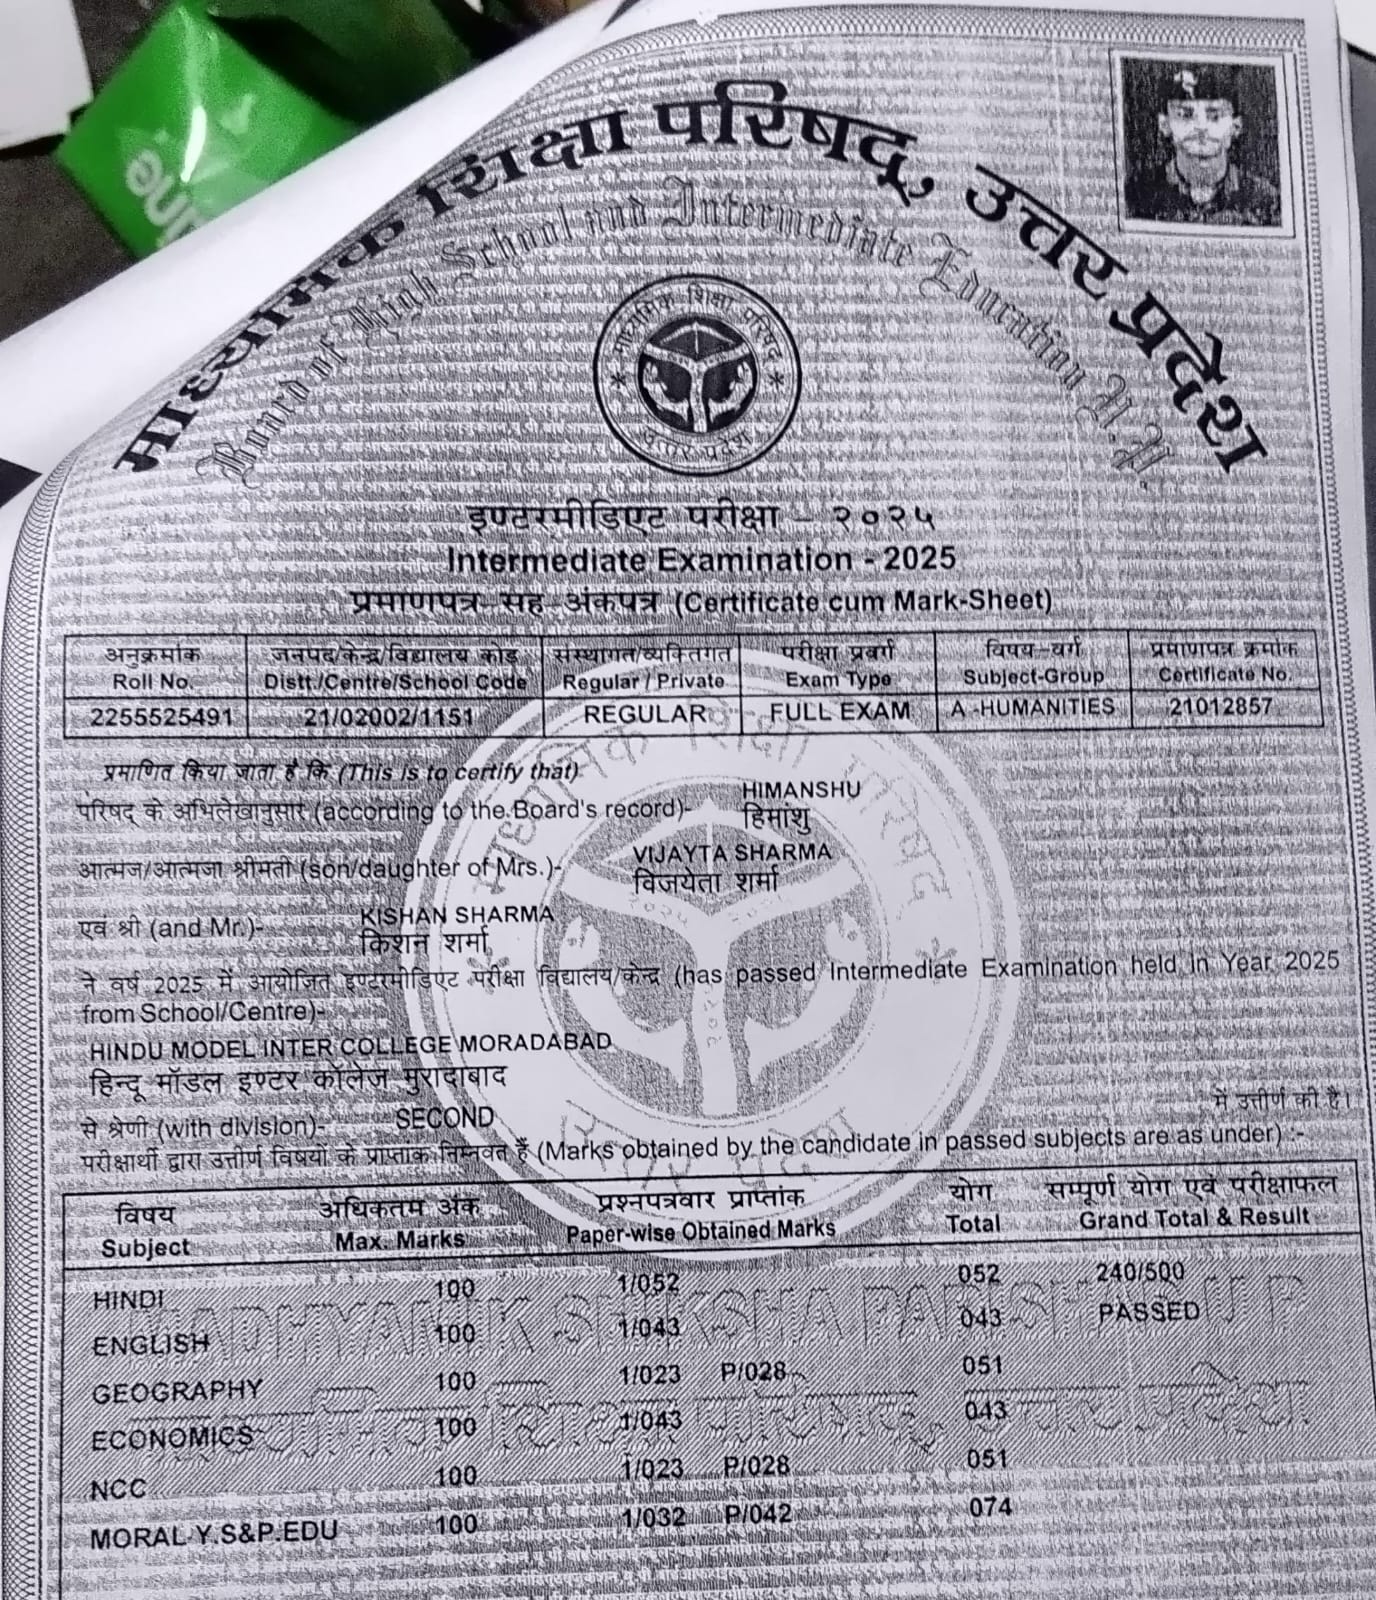 une
माध्यामक शिक्षा परिषद्, उत्तर प्रदेश
Board of High School and Intermediate Education U.P.
माध्यमिक शिक्षा परिषद
उत्तर प्रदेश
इण्टरमीडिएट परीक्षा – २०२५
Intermediate Examination - 2025
प्रमाणपत्र सह अंकपत्र (Certificate cum Mark-Sheet)
अनुक्रमांक जनपद/केन्द्र/विद्यालय कोड संस्थागत/व्यक्तिगत परीक्षा प्रवर्ग विषय-वर्ग प्रमाणपत्र क्रमांक
Roll No. Distt./Centre/School Code Regular / Private Exam Type Subject-Group Certificate No.
2255525491 21/02002/1151 REGULAR FULL EXAM A -HUMANITIES 21012857
प्रमाणित किया जाता है कि (This is to certify that)
HIMANSHU
परिषद के अभिलेखानुसार (according to the Board's record)- हिमांशु
VIJAYTA SHARMA
आत्मज/आत्मजा श्रीमती (son/daughter of Mrs.)- विजयेता शर्मा
KISHAN SHARMA
एवं श्री (and Mr.)- किशन शर्मा
ने वर्ष 2025 में आयोजित इण्टरमीडिएट परीक्षा विद्यालय/केन्द्र (has passed Intermediate Examination held in Year 2025
from School/Centre)-
HINDU MODEL INTER COLLEGE MORADABAD
हिन्दू मॉडल इण्टर कॉलेज मुरादाबाद
से श्रेणी (with division)- SECOND में उत्तीर्ण की है।
परीक्षार्थी द्वारा उत्तीर्ण विषयों के प्राप्तांक निम्नवत हैं (Marks obtained by the candidate in passed subjects are as under) :-
विषय अधिकतम अंक प्रश्नपत्रवार प्राप्तांक योग सम्पूर्ण योग एवं परीक्षाफल
Subject Max. Marks Paper-wise Obtained Marks Total Grand Total & Result
HINDI 100 1/052 052 240/500
ENGLISH 100 1/043 043 PASSED
GEOGRAPHY 100 1/023 P/028 051
ECONOMICS 100 1/043 043
NCC 100 1/023 P/028 051
MORAL Y.S&P.EDU 100 1/032 P/042 074